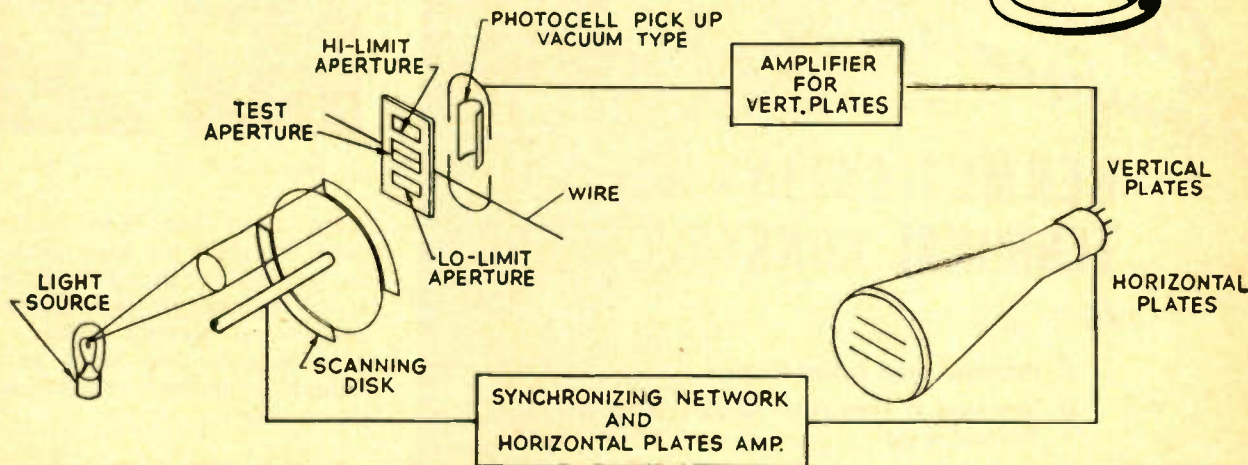 PHOTOCELL PICK UP
VACUUM TYPE
HI-LIMIT
APERTURE
AMPLIFIER
FOR
VERT. PLATES
TEST
APERTURE
VERTICAL
PLATES
WIRE
LO-LIMIT
APERTURE
LIGHT
SOURCE
HORIZONTAL
PLATES
SCANNING
DISK
SYNCHRONIZING NETWORK
AND
HORIZONTAL PLATES AMP.